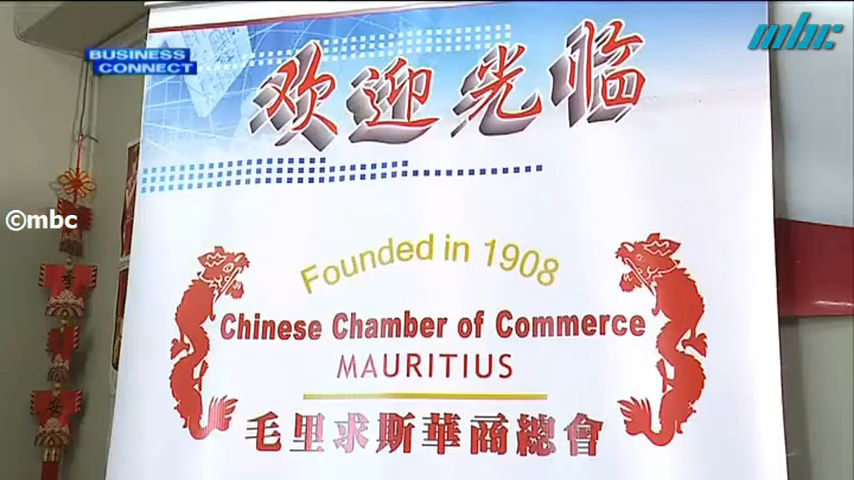 BUSINESS
CONNECT
mbc
欢迎光临
©mbc
Founded in 1908
Chinese Chamber of Commerce
MAURITIUS
毛里求斯華商總會
安